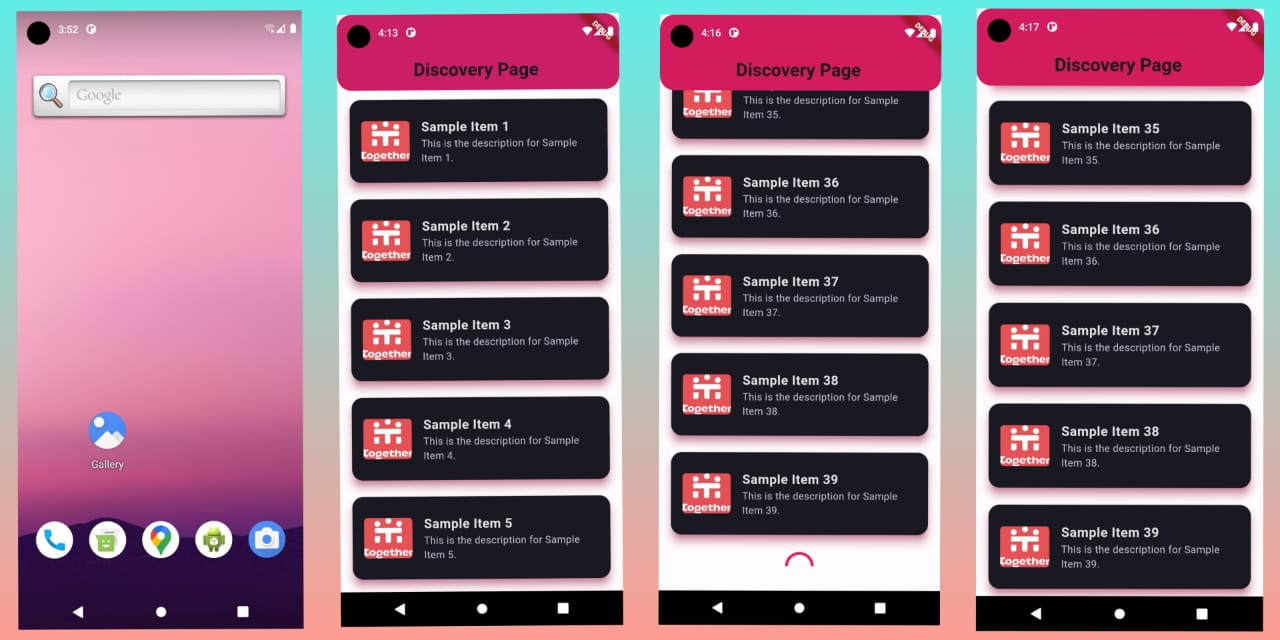 3:52
Google
Gallery
4:13
DEBUG
Discovery Page
Together
Sample Item 1
This is the description for Sample
Item 1.
Together
Sample Item 2
This is the description for Sample
Item 2.
Together
Sample Item 3
This is the description for Sample
Item 3.
Together
Sample Item 4
This is the description for Sample
Item 4.
Together
Sample Item 5
This is the description for Sample
Item 5.
4:16
DEBUG
Discovery Page
Together
This is the description for Sample
Item 35.
Together
Sample Item 36
This is the description for Sample
Item 36.
Together
Sample Item 37
This is the description for Sample
Item 37.
Together
Sample Item 38
This is the description for Sample
Item 38.
Together
Sample Item 39
This is the description for Sample
Item 39.
4:17
DEBUG
Discovery Page
Together
Sample Item 35
This is the description for Sample
Item 35.
Together
Sample Item 36
This is the description for Sample
Item 36.
Together
Sample Item 37
This is the description for Sample
Item 37.
Together
Sample Item 38
This is the description for Sample
Item 38.
Together
Sample Item 39
This is the description for Sample
Item 39.